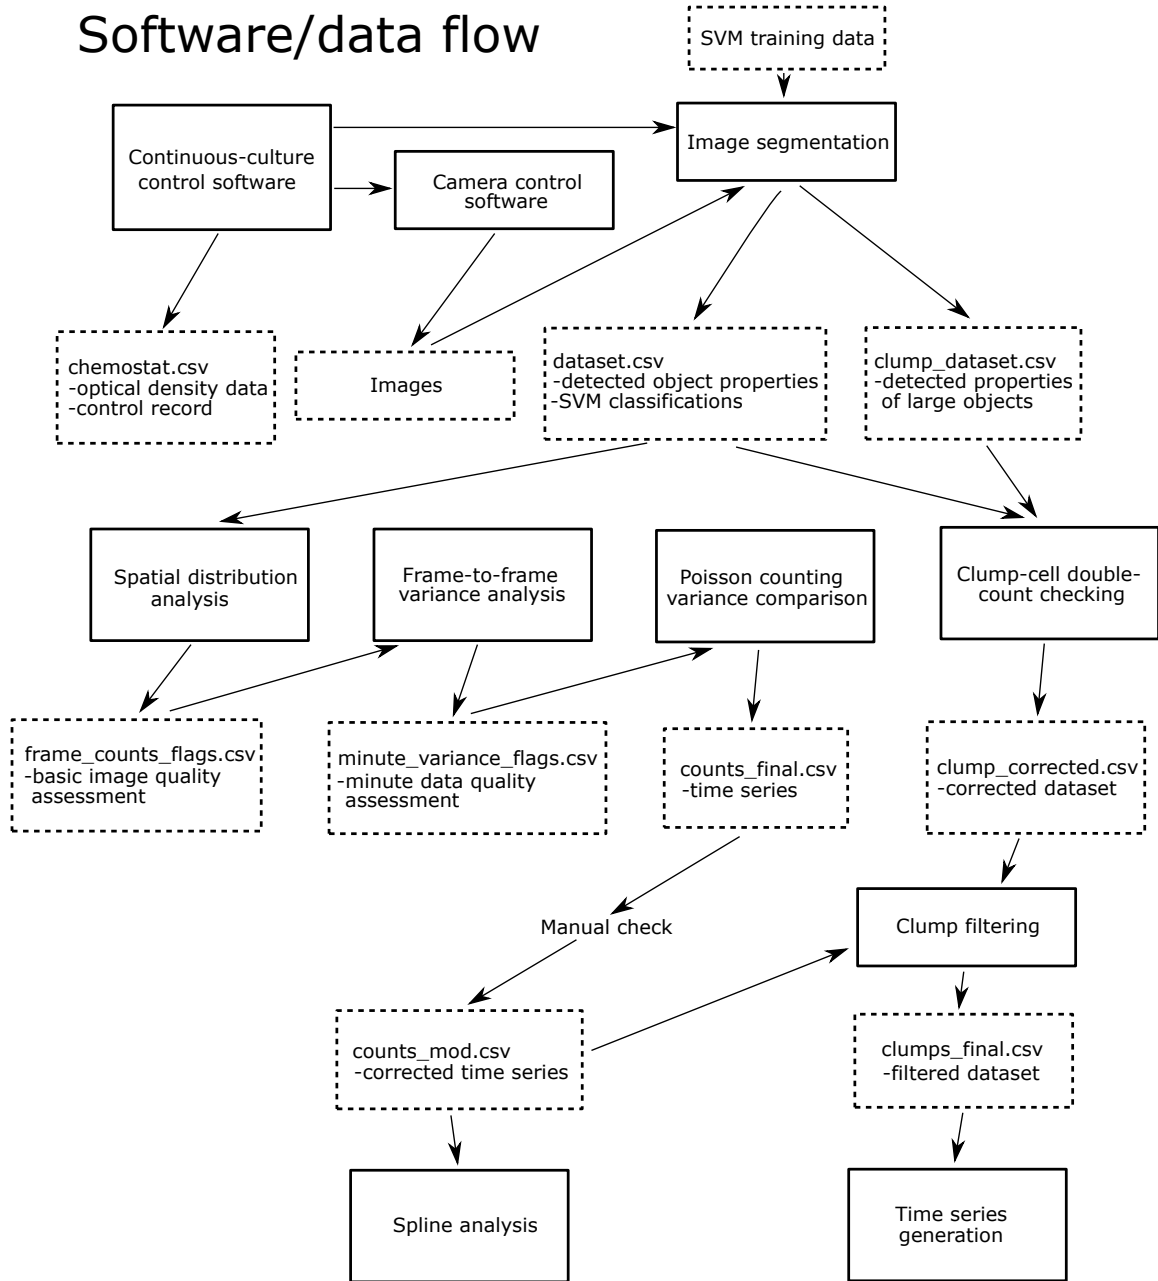 Software/data flow
SVM training data
Continuous-culture
control software
Camera control
software
Image segmentation
chemostat.csv
-optical density data
-control record
Images
dataset.csv
-detected object properties
-SVM classifications
clump_dataset.csv
-detected properties
of large objects
Spatial distribution
analysis
Frame-to-frame
variance analysis
Poisson counting
variance comparison
Clump-cell double-
count checking
frame_counts_flags.csv
-basic image quality
assessment
minute_variance_flags.csv
-minute data quality
assessment
counts_final.csv
-time series
clump_corrected.csv
-corrected dataset
Manual check
Clump filtering
counts_mod.csv
-corrected time series
clumps_final.csv
-filtered dataset
Spline analysis
Time series
generation